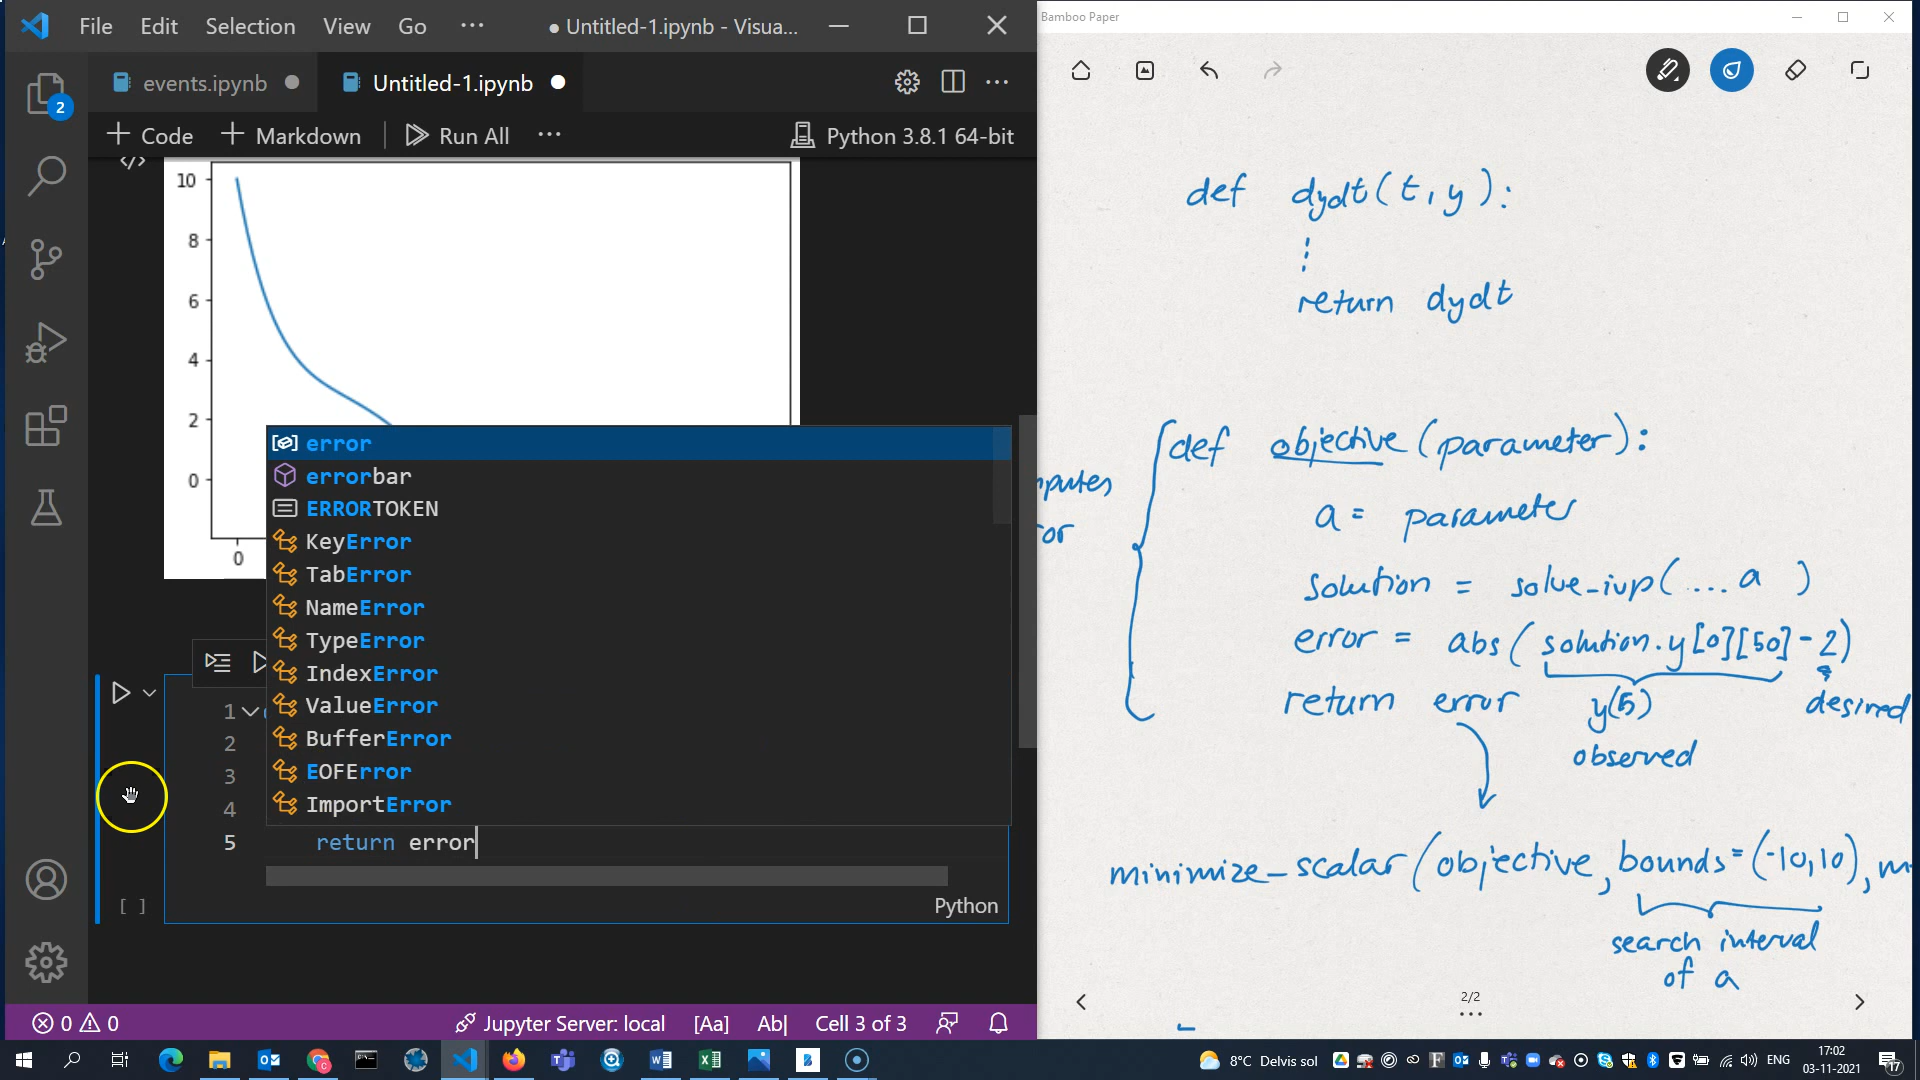 File Edit Selection View Go ··· ● Untitled-1.ipynb - Visua...
events.ipynb Untitled-1.ipynb
+ Code + Markdown Run All ··· Python 3.8.1 64-bit
10
8
6
4
2
0
0
error
errorbar
ERRORTOKEN
KeyError
TabError
NameError
TypeError
IndexError
ValueError
BufferError
EOFError
ImportError
1
2
3
4
5 return error
[ ]
Python
2
0 0 Jupyter Server: local [Aa] Ab| Cell 3 of 3
Bamboo Paper
def dydt(t, y):
return dydt
def objective (parameter):
a = parameter
solution = solve_ivp(... a )
error = abs( solution.y[0][50] - 2)
return error
y(5)
observed
desired
minimize_scalar (objective, bounds=(-10,10), m
search interval
of a
2/2
8°C Delvis sol ENG 17:02
03-11-2021
17